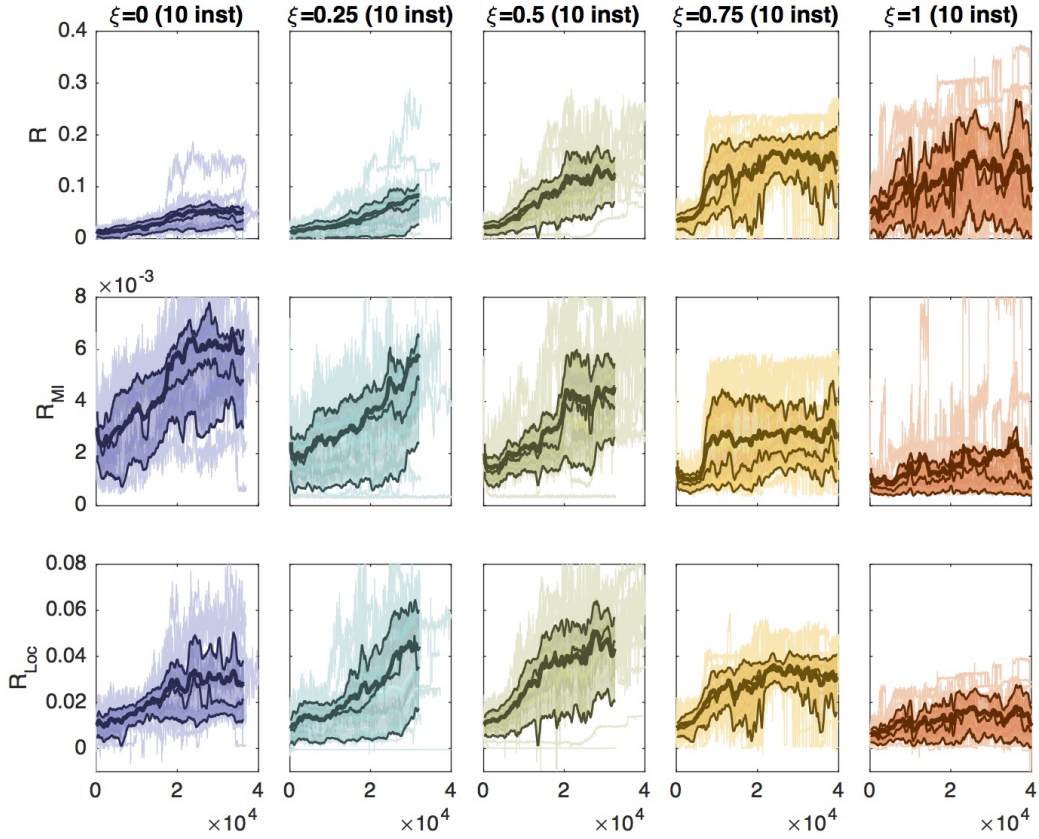 ξ=0 (10 inst) ξ=0.25 (10 inst) ξ=0.5 (10 inst) ξ=0.75 (10 inst) ξ=1 (10 inst)
0.4
0.3
0.2
0.1
0
R
×10⁻³
8
6
4
2
0
R_MI
0.08
0.06
0.04
0.02
0
R_Loc
0 2 4 0 2 4 0 2 4 0 2 4 0 2 4
×10⁴ ×10⁴ ×10⁴ ×10⁴ ×10⁴